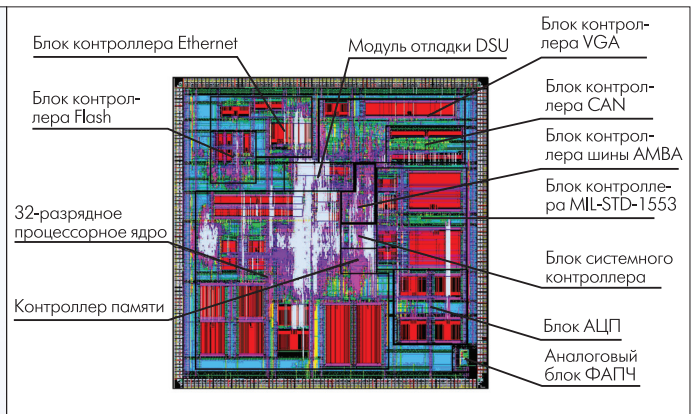 Блок контроллера Ethernet
Блок контрол-
лера Flash
32-разрядное
процессорное ядро
Контроллер памяти
Модуль отладки DSU
Блок контрол-
лера VGA
Блок контрол-
лера CAN
Блок контрол-
лера шины AMBA
Блок контролле-
ра MIL-STD-1553
Блок системного
контроллера
Блок АЦП
Аналоговый
блок ФАПЧ